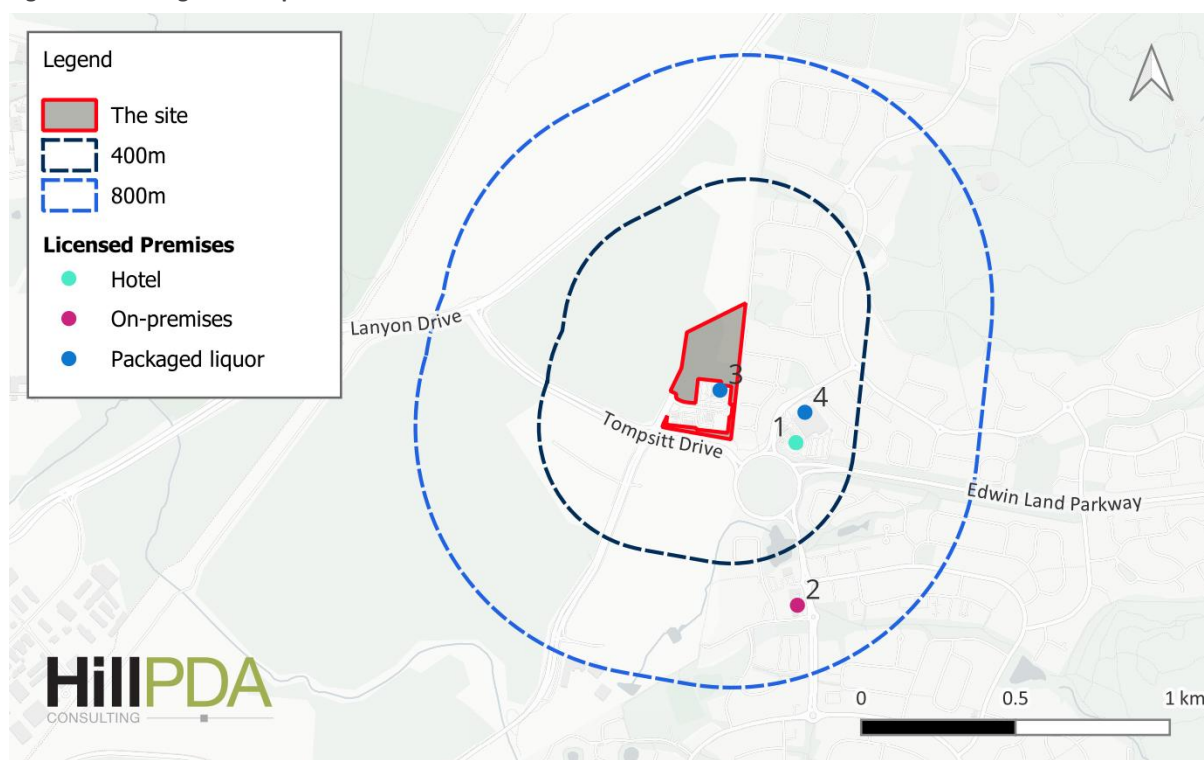 Legend
The site
400m
800m
Licensed Premises
Hotel
On-premises
Packaged liquor
Lanyon Drive
3
4
1
Tompsitt Drive
Edwin Land Parkway
2
HillPDA
CONSULTING
0 0.5 1 km